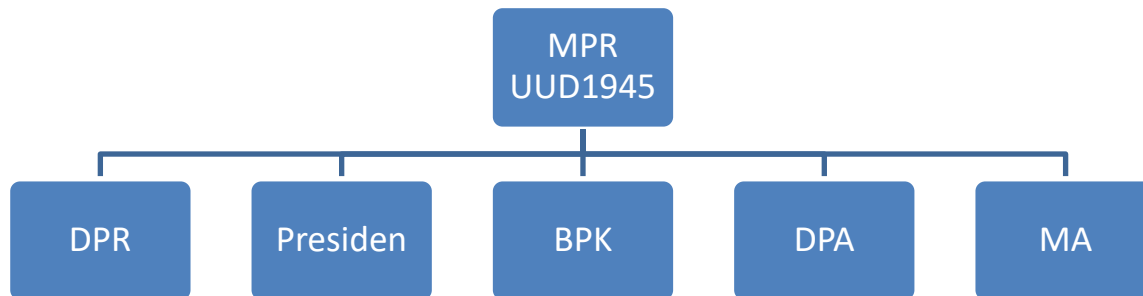 MPR
UUD1945
DPR
Presiden
BPK
DPA
MA